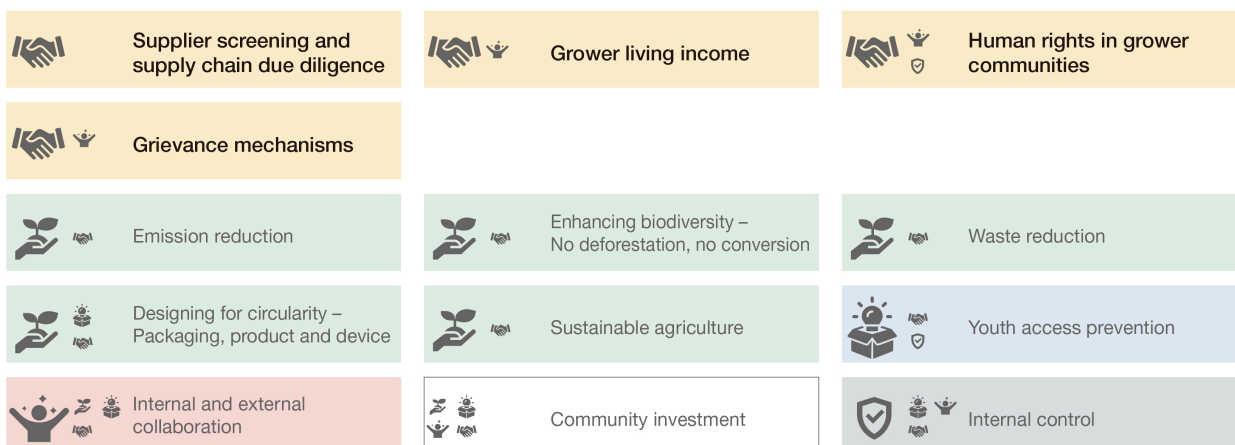 Supplier screening and
supply chain due diligence
Grower living income
Human rights in grower
communities
Grievance mechanisms
Emission reduction
Enhancing biodiversity –
No deforestation, no conversion
Waste reduction
Designing for circularity –
Packaging, product and device
Sustainable agriculture
Youth access prevention
Internal and external
collaboration
Community investment
Internal control